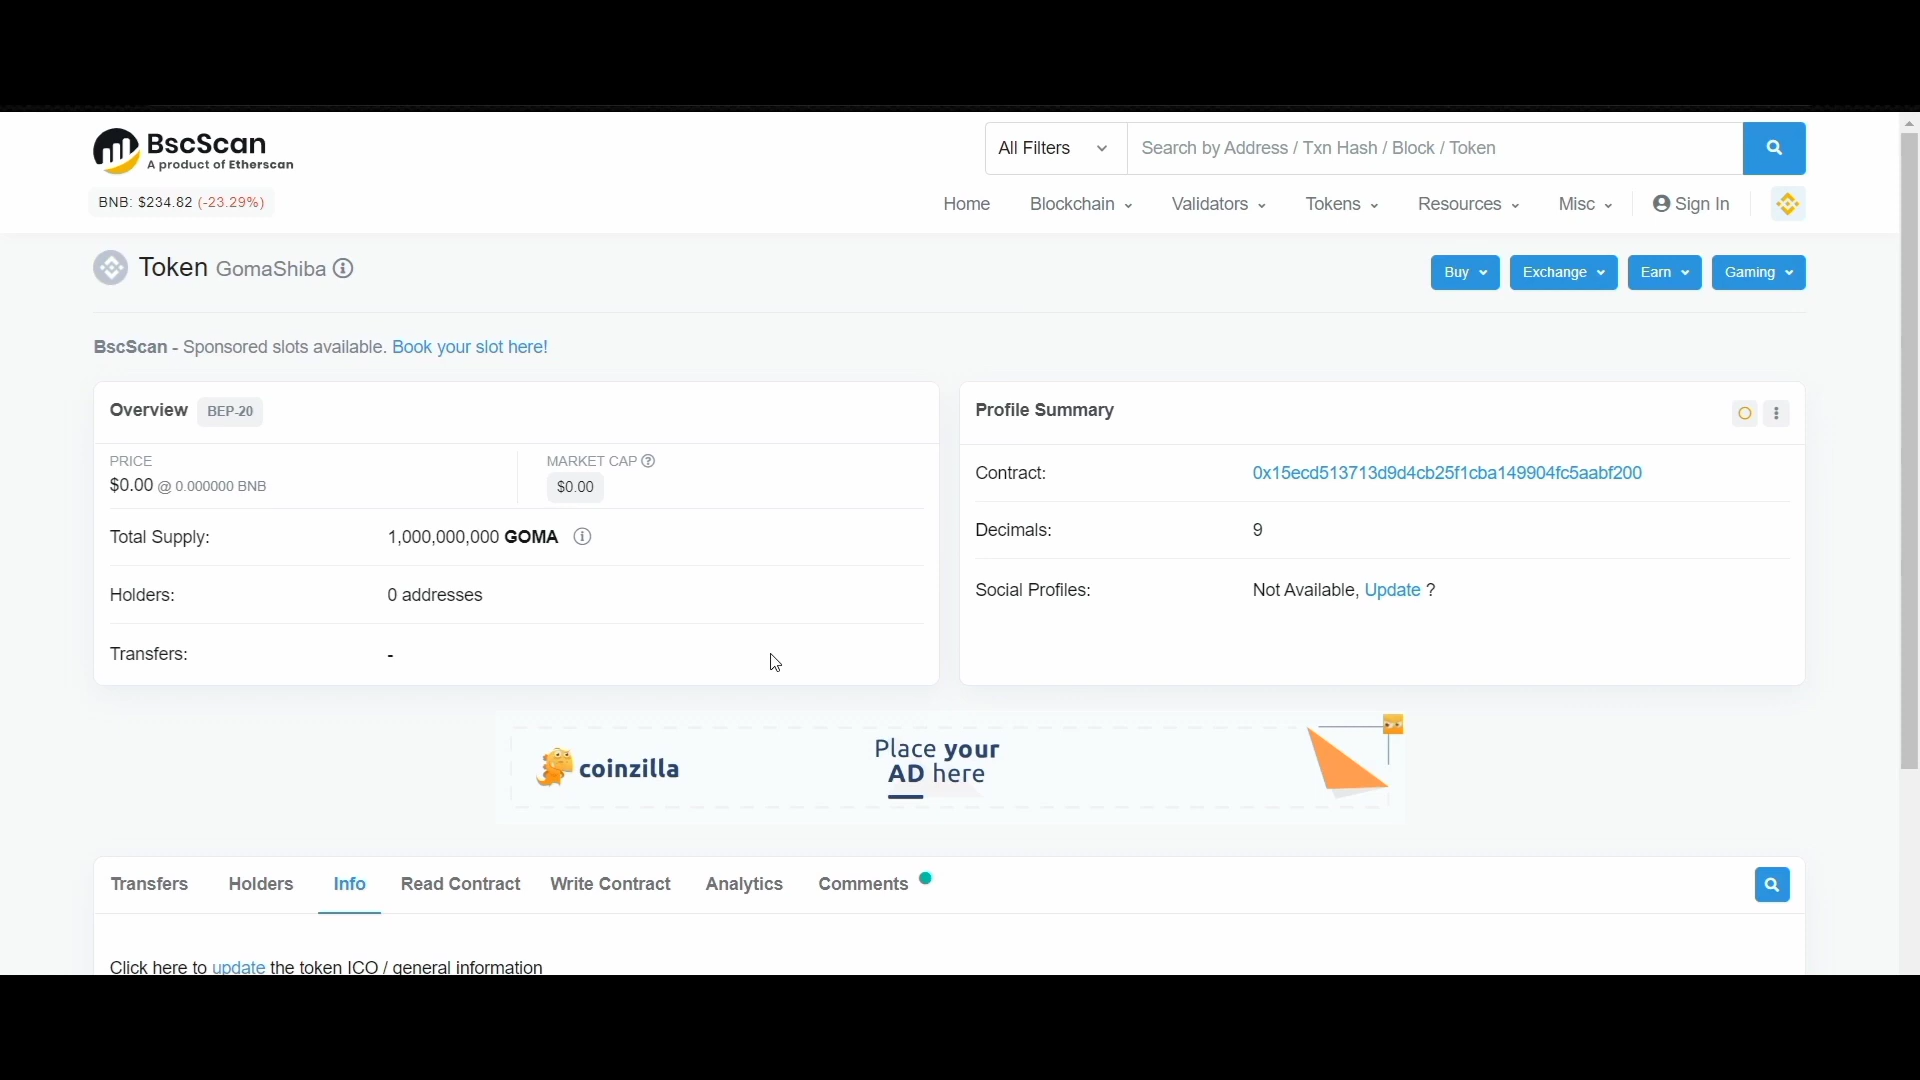 BscScan
A product of Etherscan
All Filters
Search by Address / Txn Hash / Block / Token
BNB: $234.82 (-23.29%)
Home Blockchain Validators Tokens Resources Misc Sign In
Token GomaShiba
Buy Exchange Earn Gaming
BscScan - Sponsored slots available. Book your slot here!
Overview BEP-20
PRICE
$0.00 @ 0.000000 BNB
MARKET CAP
$0.00
Total Supply: 1,000,000,000 GOMA
Holders: 0 addresses
Transfers: -
Profile Summary
Contract: 0x15ecd513713d9d4cb25f1cba149904fc5aabf200
Decimals: 9
Social Profiles: Not Available, Update ?
coinzilla
Place your
AD here
Transfers Holders Info Read Contract Write Contract Analytics Comments
Click here to update the token ICO / general information